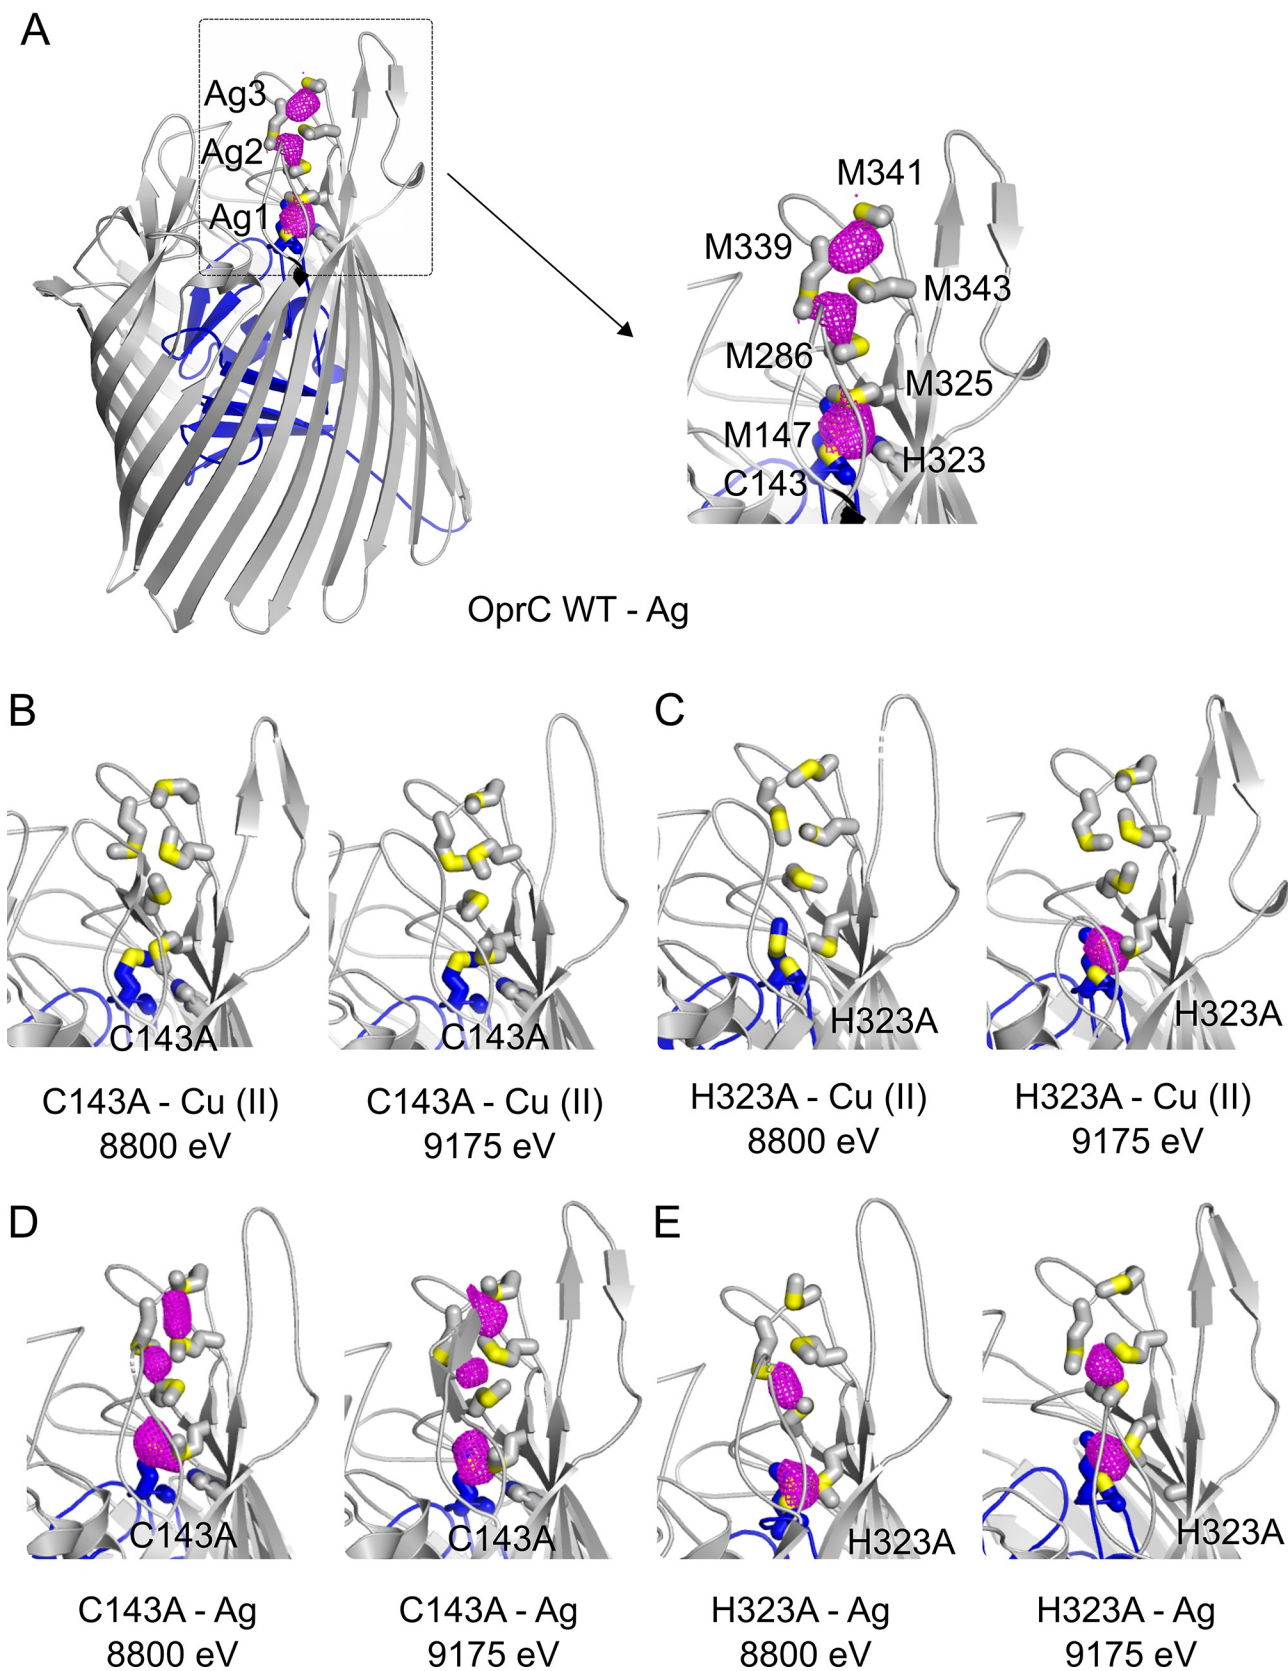 A
Ag3
Ag2
Ag1
M341
M339
M343
M286
M325
M147
H323
C143
OprC WT - Ag
B
C
C143A
C143A
H323A
H323A
C143A - Cu (II)
8800 eV
C143A - Cu (II)
9175 eV
H323A - Cu (II)
8800 eV
H323A - Cu (II)
9175 eV
D
E
C143A
C143A
H323A
H323A
C143A - Ag
8800 eV
C143A - Ag
9175 eV
H323A - Ag
8800 eV
H323A - Ag
9175 eV